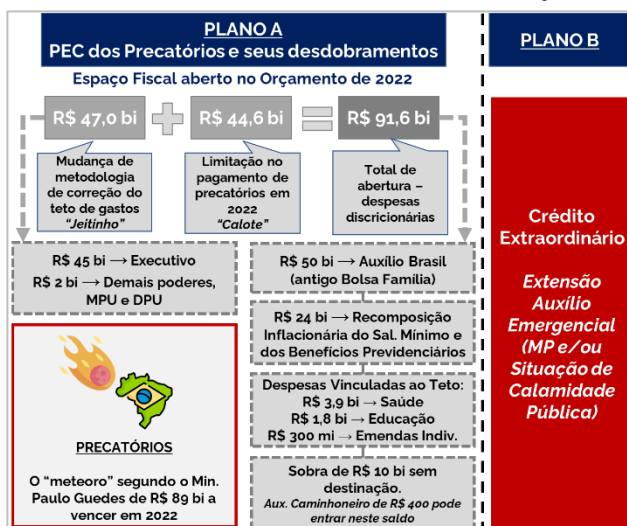 PLANO A
PEC dos Precatórios e seus desdobramentos
PLANO B
Espaço Fiscal aberto no Orçamento de 2022
R$ 47,0 bi
R$ 44,6 bi
R$ 91,6 bi
Mudança de
metodologia
de correção do
teto de gastos
“Jeitinho”
Limitação no
pagamento de
precatórios em
2022
“Calote”
Total de
abertura –
despesas
discricionárias
R$ 45 bi → Executivo
R$ 2 bi → Demais poderes,
MPU e DPU
R$ 50 bi → Auxílio Brasil
(antigo Bolsa Família)
R$ 24 bi → Recomposição
Inflacionária do Sal. Mínimo e
dos Benefícios Previdenciários
Despesas Vinculadas ao Teto:
R$ 3,9 bi → Saúde
R$ 1,8 bi → Educação
R$ 300 mi → Emendas Indiv.
Sobra de R$ 10 bi sem
destinação.
Aux. Caminhoneiro de R$ 400 pode
entrar neste saldo
PRECATÓRIOS
O “meteoro” segundo o Min.
Paulo Guedes de R$ 89 bi a
vencer em 2022
Crédito
Extraordinário
Extensão
Auxílio
Emergencial
(MP e/ou
Situação de
Calamidade
Pública)